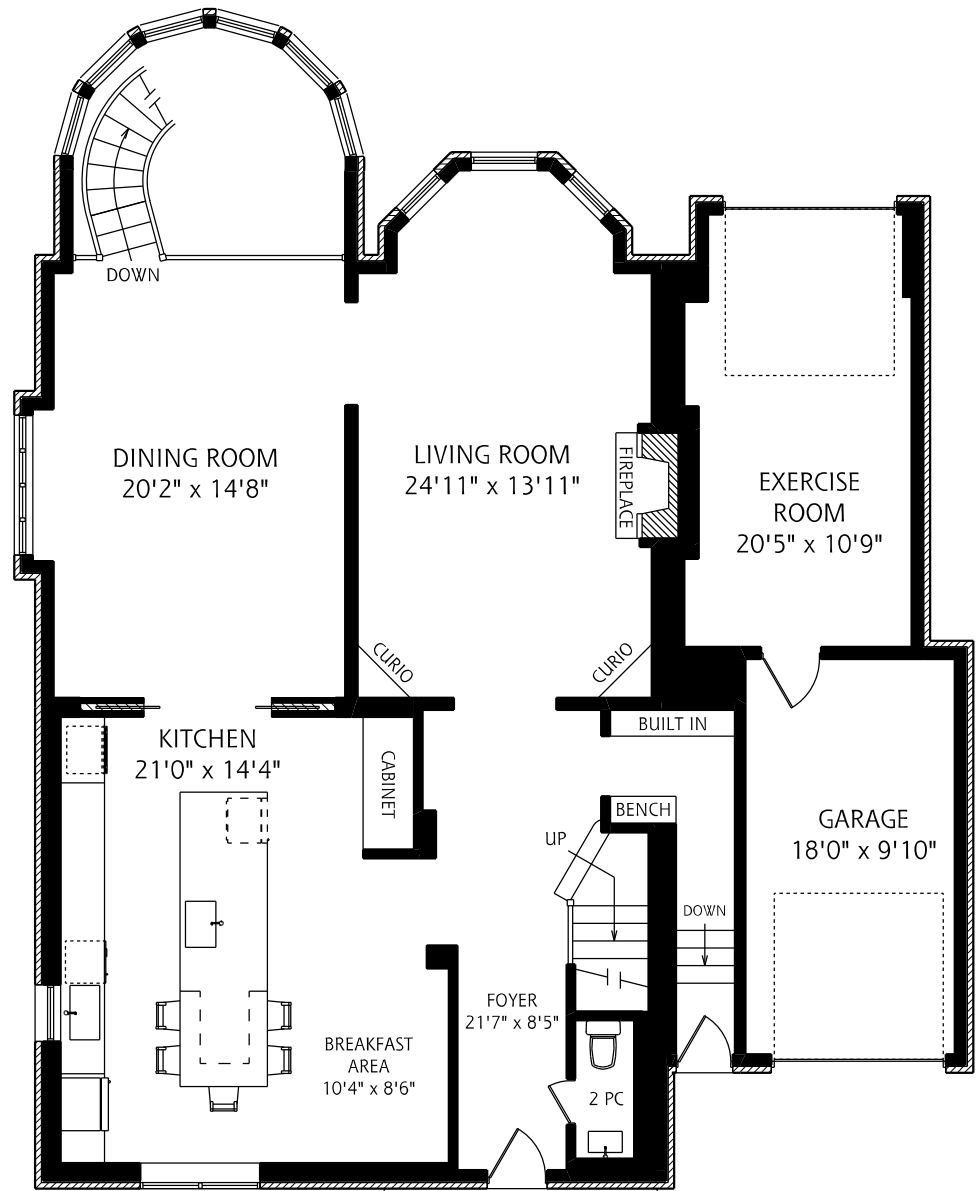 DOWN
DINING ROOM
20'2" x 14'8"
LIVING ROOM
24'11" x 13'11"
FIREPLACE
EXERCISE
ROOM
20'5" x 10'9"
CURIO
CURIO
KITCHEN
21'0" x 14'4"
CABINET
BUILT IN
BENCH
UP
GARAGE
18'0" x 9'10"
DOWN
FOYER
21'7" x 8'5"
BREAKFAST
AREA
10'4" x 8'6"
2 PC